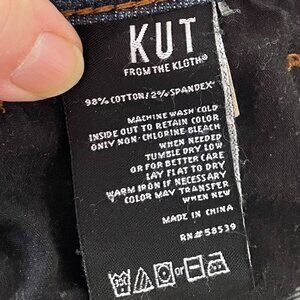 KUT
FROM THE KLOTH®
98% COTTON/2% SPANDEX
MACHINE WASH COLD
INSIDE OUT TO RETAIN COLOR
ONLY NON-CHLORINE BLEACH
WHEN NEEDED
TUMBLE DRY LOW
OR FOR BETTER CARE
LAY FLAT TO DRY
WARM IRON IF NECESSARY
COLOR MAY TRANSFER
WHEN NEW
MADE IN CHINA
RN#58539
or